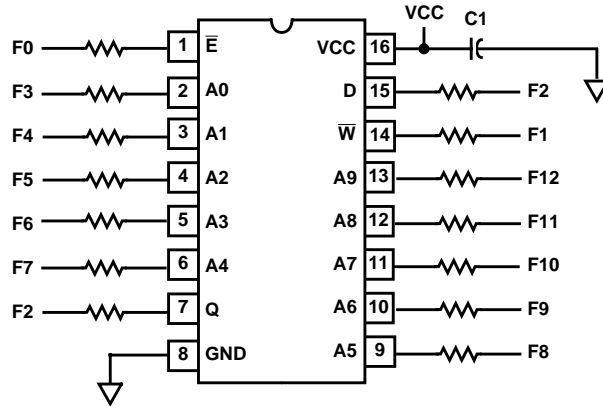 VCC C1
F0 1 E̅ VCC 16
F3 2 A0 D 15 F2
F4 3 A1 W̅ 14 F1
F5 4 A2 A9 13 F12
F6 5 A3 A8 12 F11
F7 6 A4 A7 11 F10
F2 7 Q A6 10 F9
8 GND A5 9 F8